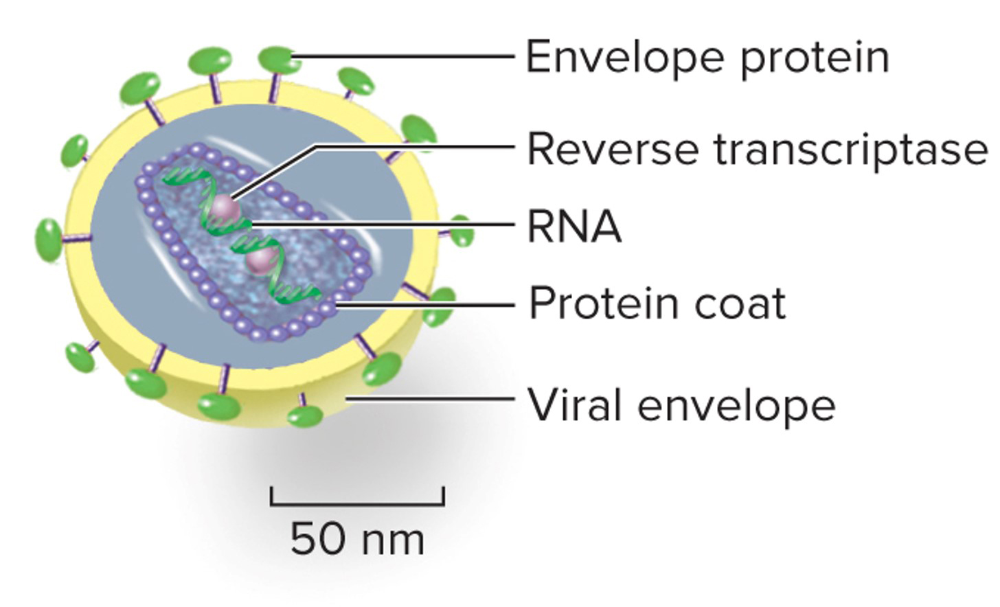 Envelope protein
Reverse transcriptase
RNA
Protein coat
Viral envelope
50 nm